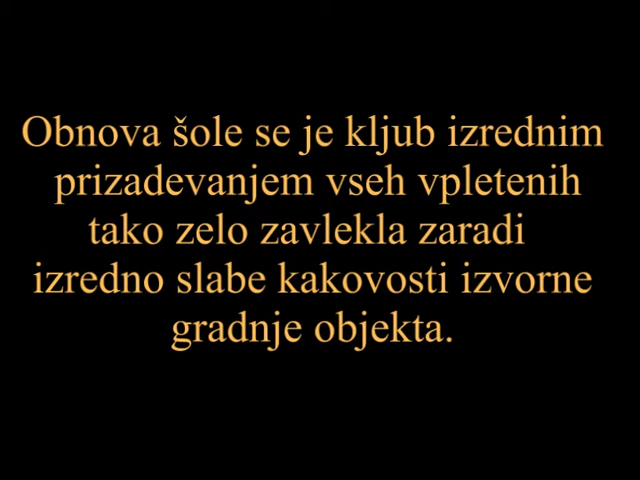 Obnova šole se je kljub izrednim
prizadevanjem vseh vpletenih
tako zelo zavlekla zaradi
izredno slabe kakovosti izvorne
gradnje objekta.